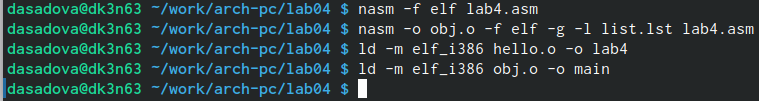 dasadova@dk3n63 ~/work/arch-pc/lab04 $ nasm -f elf lab4.asm
dasadova@dk3n63 ~/work/arch-pc/lab04 $ nasm -o obj.o -f elf -g -l list.lst lab4.asm
dasadova@dk3n63 ~/work/arch-pc/lab04 $ ld -m elf_i386 hello.o -o lab4
dasadova@dk3n63 ~/work/arch-pc/lab04 $ ld -m elf_i386 obj.o -o main
dasadova@dk3n63 ~/work/arch-pc/lab04 $